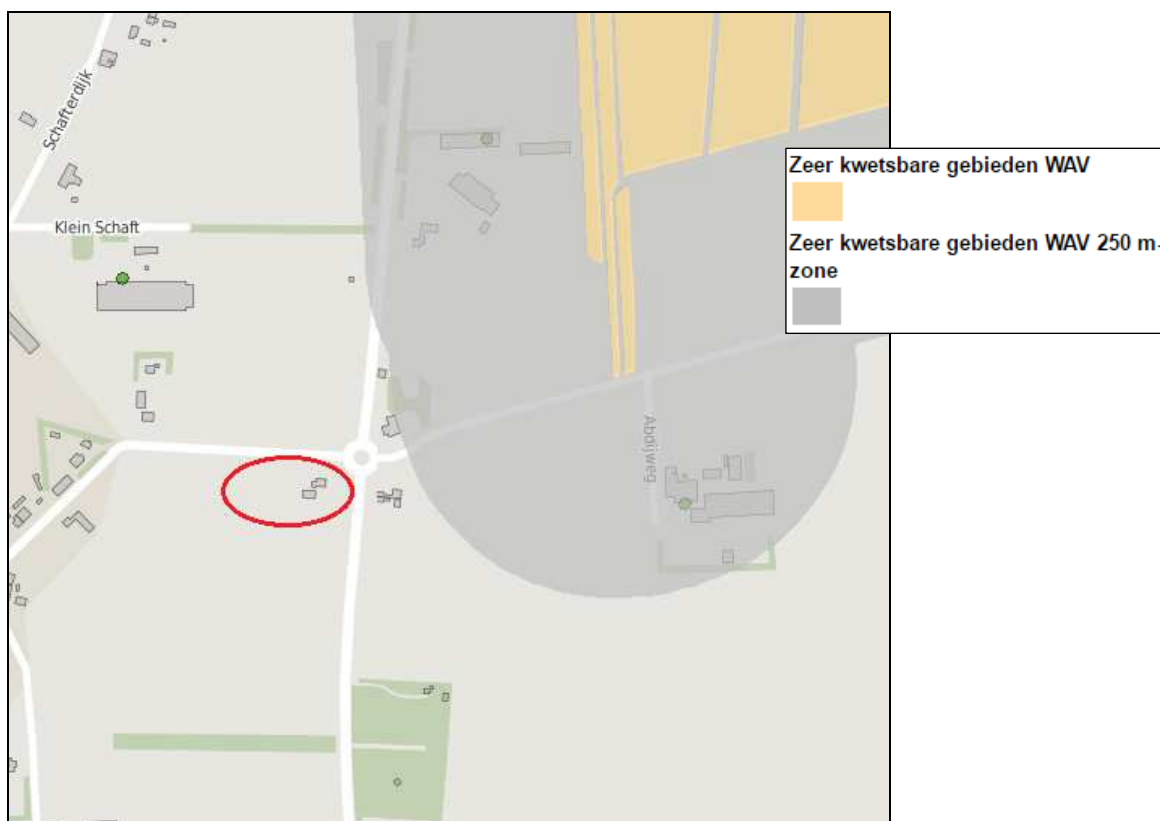 Schafterdijk
Klein Schaft
Abdijweg
Zeer kwetsbare gebieden WAV
Zeer kwetsbare gebieden WAV 250 m-
zone